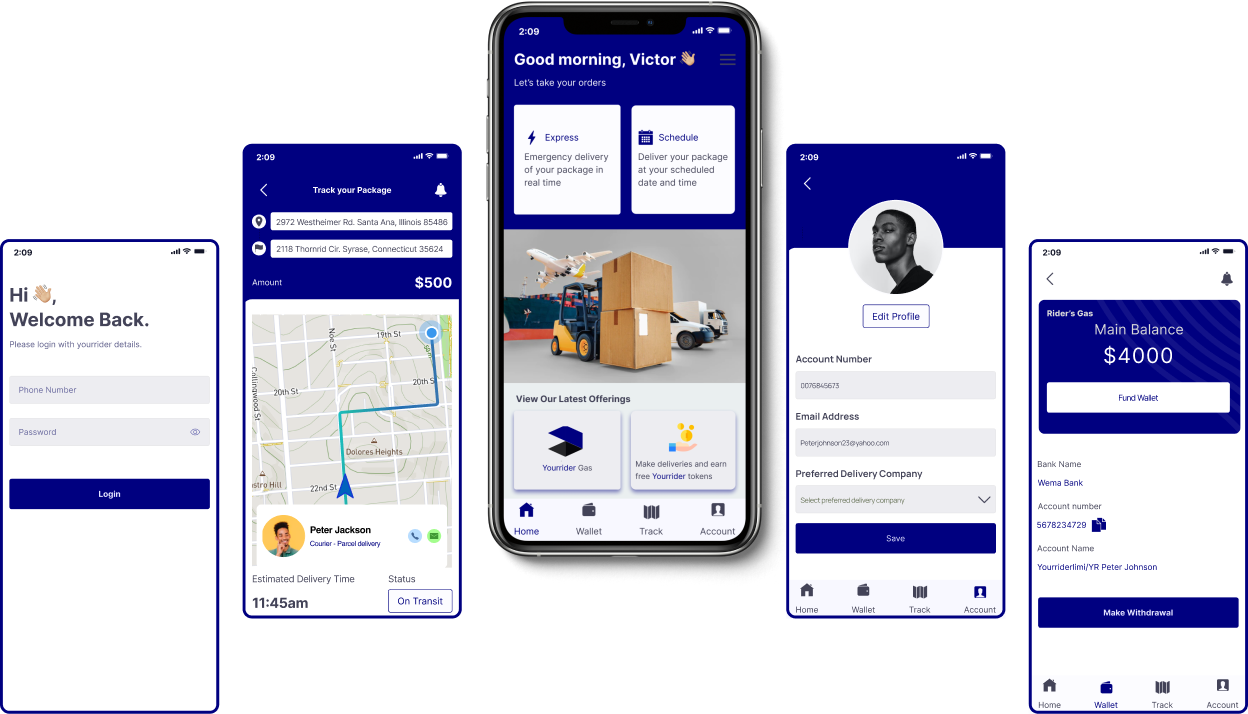 2:09
Hi 👋🏼,
Welcome Back.
Please login with yourrider details.
Phone Number
Password
Login
2:09
Track your Package
2972 Westheimer Rd. Santa Ana, Illinois 85486
2118 Thornrid Cir. Syrase, Connecticut 35624
Amount
$500
19th St
Noe St
20th St
20th St
Collingwood St
Dolores Heights
22nd St
Peter Jackson
Courier - Parcel delivery
Estimated Delivery Time
Status
11:45am
On Transit
2:09
Good morning, Victor 👋🏼
Let's take your orders
Express
Emergency delivery
of your package in
real time
Schedule
Deliver your package
at your scheduled
date and time
View Our Latest Offerings
Yourrider Gas
Make deliveries and earn
free Yourrider tokens
Home
Wallet
Track
Account
2:09
Edit Profile
Account Number
0076845673
Email Address
Peterjohnson23@yahoo.com
Preferred Delivery Company
Select preferred delivery company
Save
Home
Wallet
Track
Account
2:09
Rider's Gas
Main Balance
$4000
Fund Wallet
Bank Name
Wema Bank
Account number
5678234729
Account Name
Yourriderlimi/YR Peter Johnson
Make Withdrawal
Home
Wallet
Track
Account